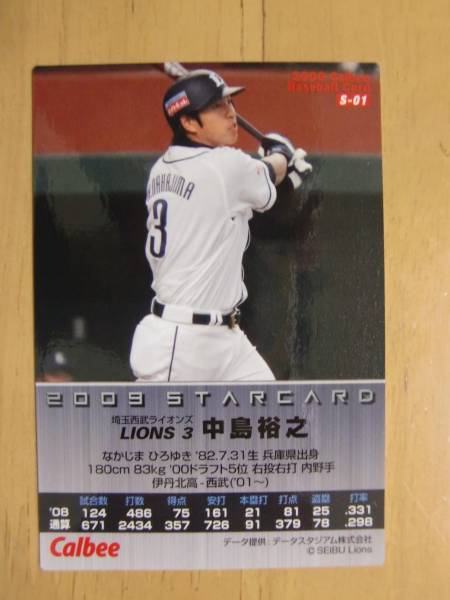 2009 Calbee
Baseball Card
S-01
NAKAJIMA
3
2009 STARCARD
埼玉西武ライオンズ
LIONS 3 中島裕之
なかじま ひろゆき '82.7.31生 兵庫県出身
180cm 83kg '00ドラフト5位 右投右打 内野手
伊丹北高-西武('01～)
試合数 打数 得点 安打 本塁打 打点 盗塁 打率
'08 124 486 75 161 21 81 25 .331
通算 671 2434 357 726 91 379 78 .298
Calbee
データ提供:データスタジアム株式会社
© SEIBU Lions